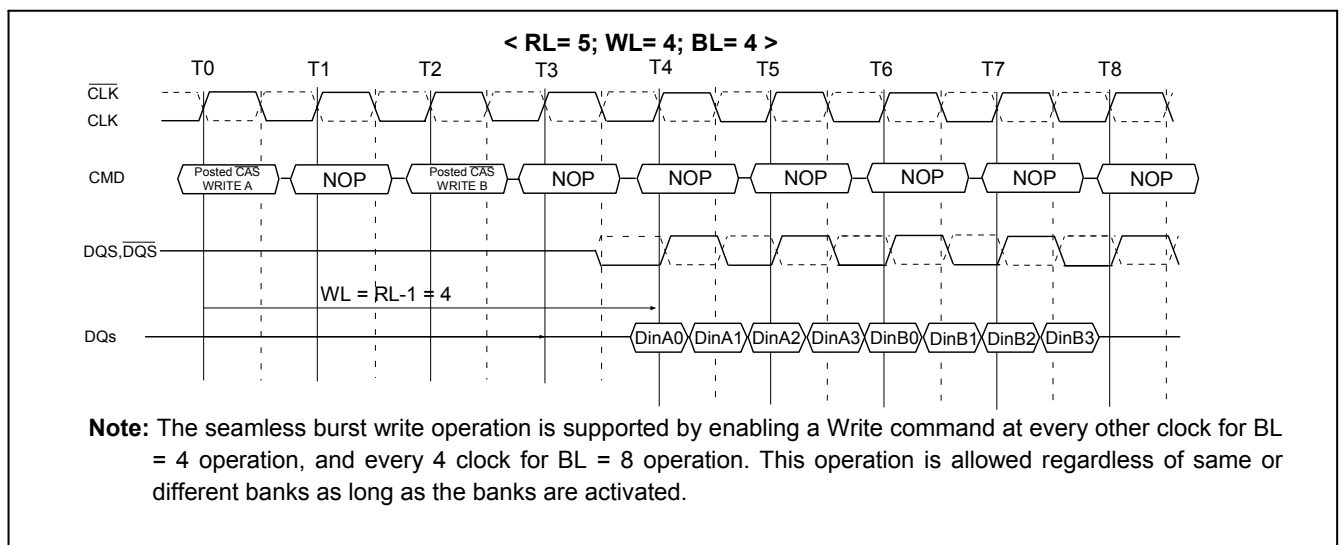 < RL= 5; WL= 4; BL= 4 >
T0 T1 T2 T3 T4 T5 T6 T7 T8
C̅L̅K̅
CLK
CMD
Posted C̅A̅S̅
WRITE A
NOP
Posted C̅A̅S̅
WRITE B
NOP
NOP
NOP
NOP
NOP
NOP
DQS,D̅Q̅S̅
WL = RL-1 = 4
DQs
DinA0 DinA1 DinA2 DinA3 DinB0 DinB1 DinB2 DinB3
Note: The seamless burst write operation is supported by enabling a Write command at every other clock for BL
= 4 operation, and every 4 clock for BL = 8 operation. This operation is allowed regardless of same or
different banks as long as the banks are activated.